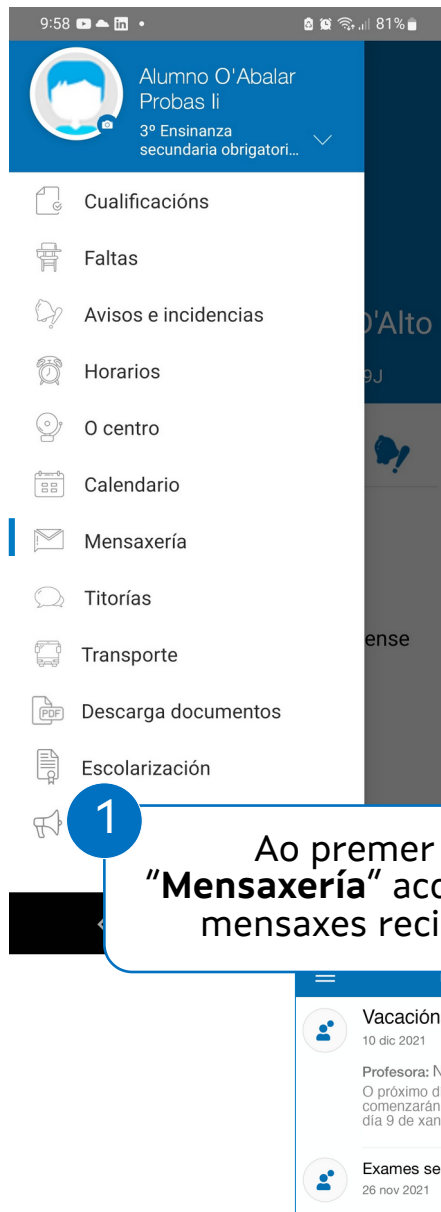 9:58
81%
Alumno O'Abalar
Probas Ii
3º Ensinanza
secundaria obrigatori...
Cualificacións
Faltas
Avisos e incidencias
O'Alto
Horarios
9J
O centro
Calendario
Mensaxería
Titorías
ense
Transporte
PDF
Descarga documentos
Escolarización
1
Ao premer
"Mensaxería"
mensaxes reci
Vacación
10 dic 2021
Profesora: N
O próximo d
comenzarán
día 9 de xan
Exames se
26 nov 2021